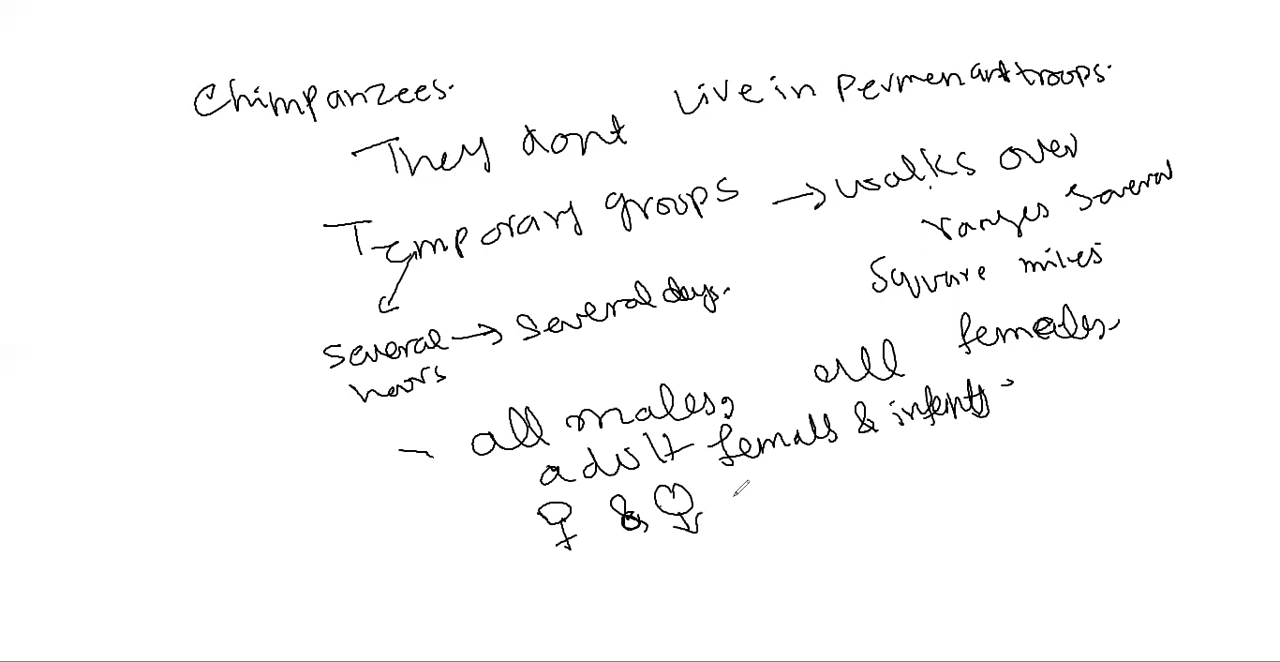 Chimpanzees.
They dont live in permenant troops.
Temporary groups → walks over
ranges several
square miles
several → several days.
hours
- all males, all females.
adult femals & infents.
♀ &